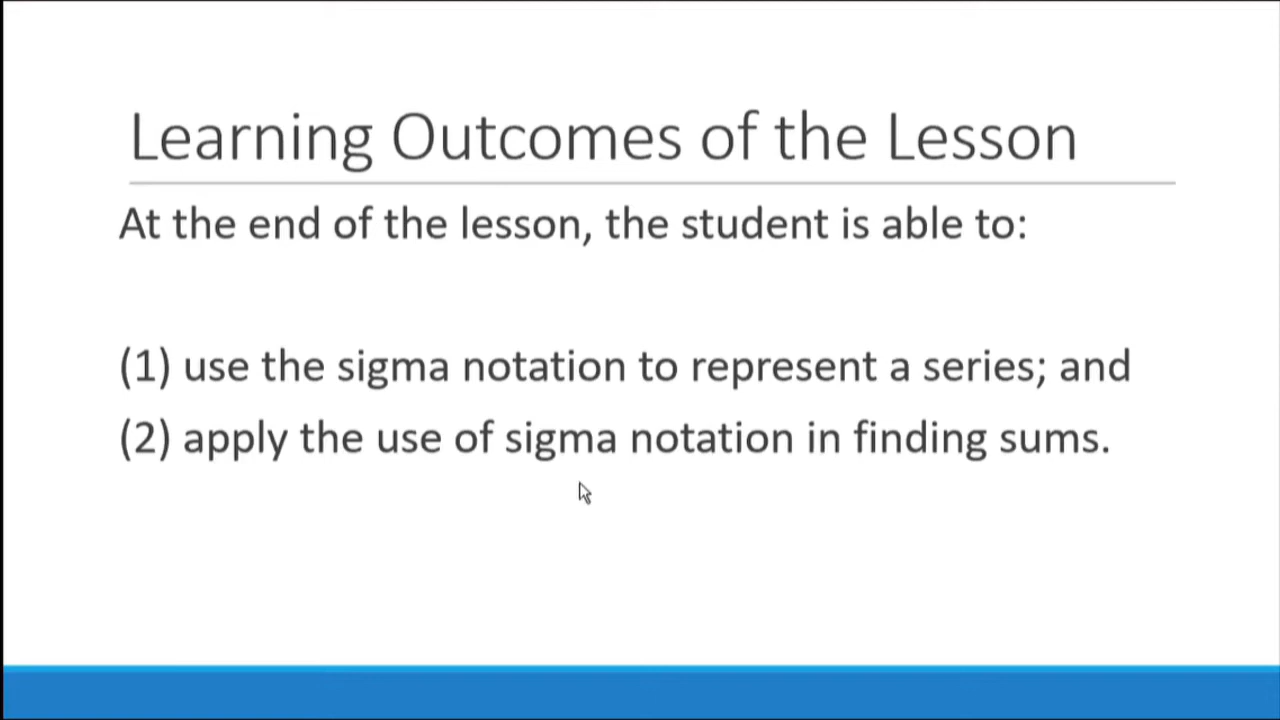 Learning Outcomes of the Lesson
At the end of the lesson, the student is able to:
(1) use the sigma notation to represent a series; and
(2) apply the use of sigma notation in finding sums.